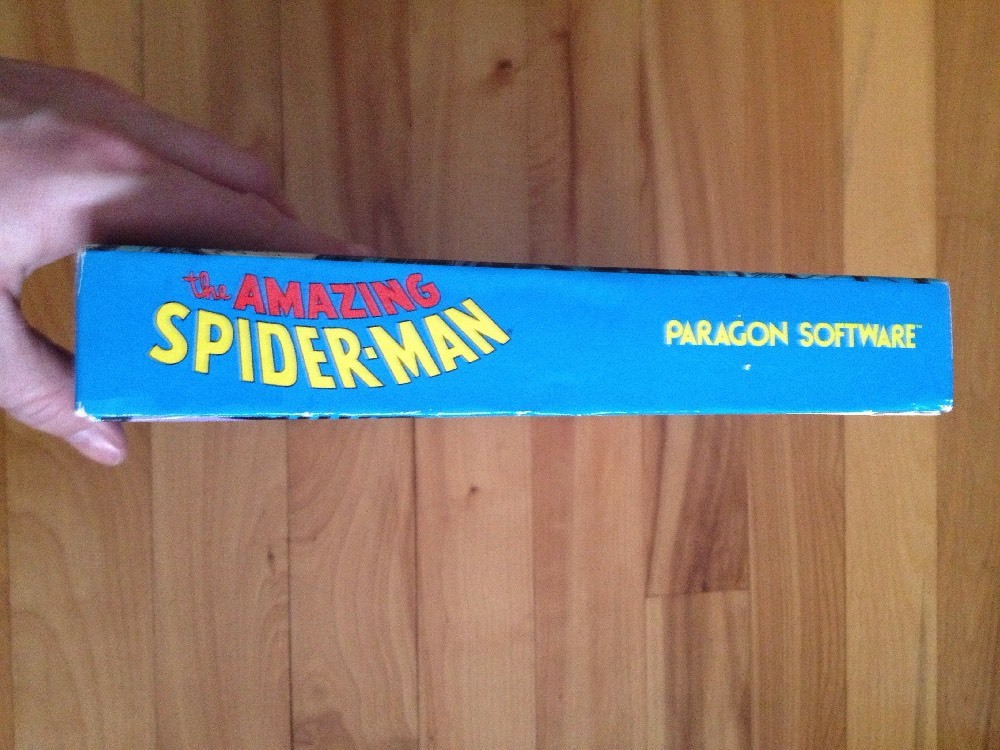 the AMAZING
SPIDER-MAN
PARAGON SOFTWARE™